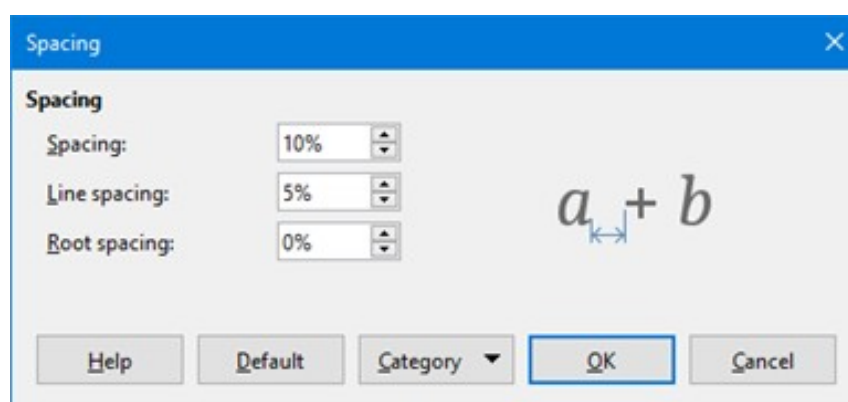 Spacing
Spacing
Spacing: 10%
Line spacing: 5%
Root spacing: 0%
a + b
Help Default Category OK Cancel